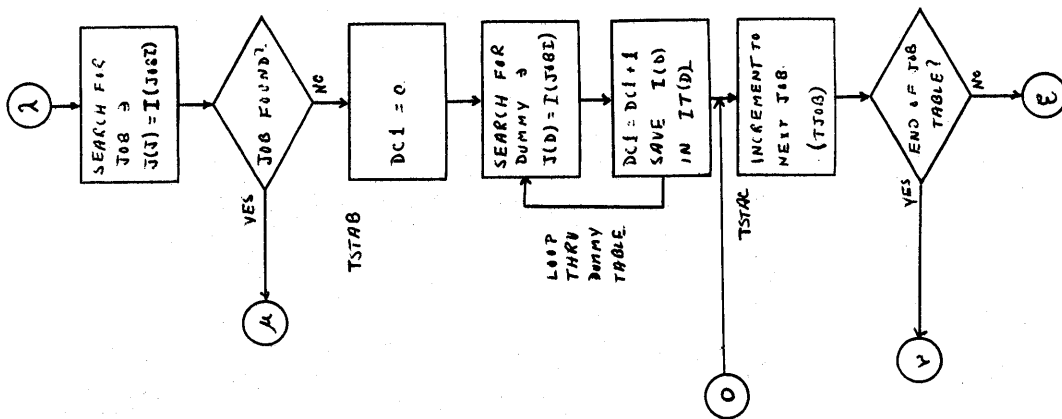 λ
SEARCH FOR
JOB ∍
J(J) = I(JOBI)
JOB FOUND?
YES
μ
NO
TSTAB
DC1 = 0
SEARCH FOR
DUMMY ∍
J(D) = I(JOBI)
LOOP
THRU
DUMMY
TABLE
DC1 = DC1 + 1
SAVE I(D)
IN IT(D)
O
TSTAC
INCREMENT TO
NEXT JOB
(TJOB)
END OF JOB
TABLE?
YES
γ
NO
ε